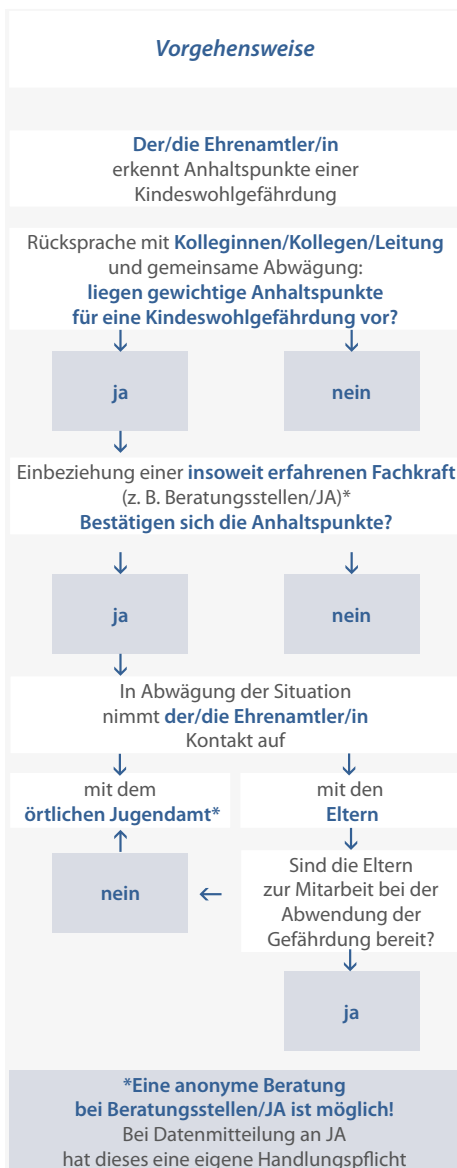 Vorgehensweise
Der/die Ehrenamtler/in
erkennt Anhaltspunkte einer
Kindeswohlgefährdung
Rücksprache mit Kolleginnen/Kollegen/Leitung
und gemeinsame Abwägung:
liegen gewichtige Anhaltspunkte
für eine Kindeswohlgefährdung vor?
ja
nein
Einbeziehung einer insoweit erfahrenen Fachkraft
(z. B. Beratungsstellen/JA)*
Bestätigen sich die Anhaltspunkte?
ja
nein
In Abwägung der Situation
nimmt der/die Ehrenamtler/in
Kontakt auf
mit dem
örtlichen Jugendamt*
mit den
Eltern
nein
Sind die Eltern
zur Mitarbeit bei der
Abwendung der
Gefährdung bereit?
ja
*Eine anonyme Beratung
bei Beratungsstellen/JA ist möglich!
Bei Datenmitteilung an JA
hat dieses eine eigene Handlungspflicht